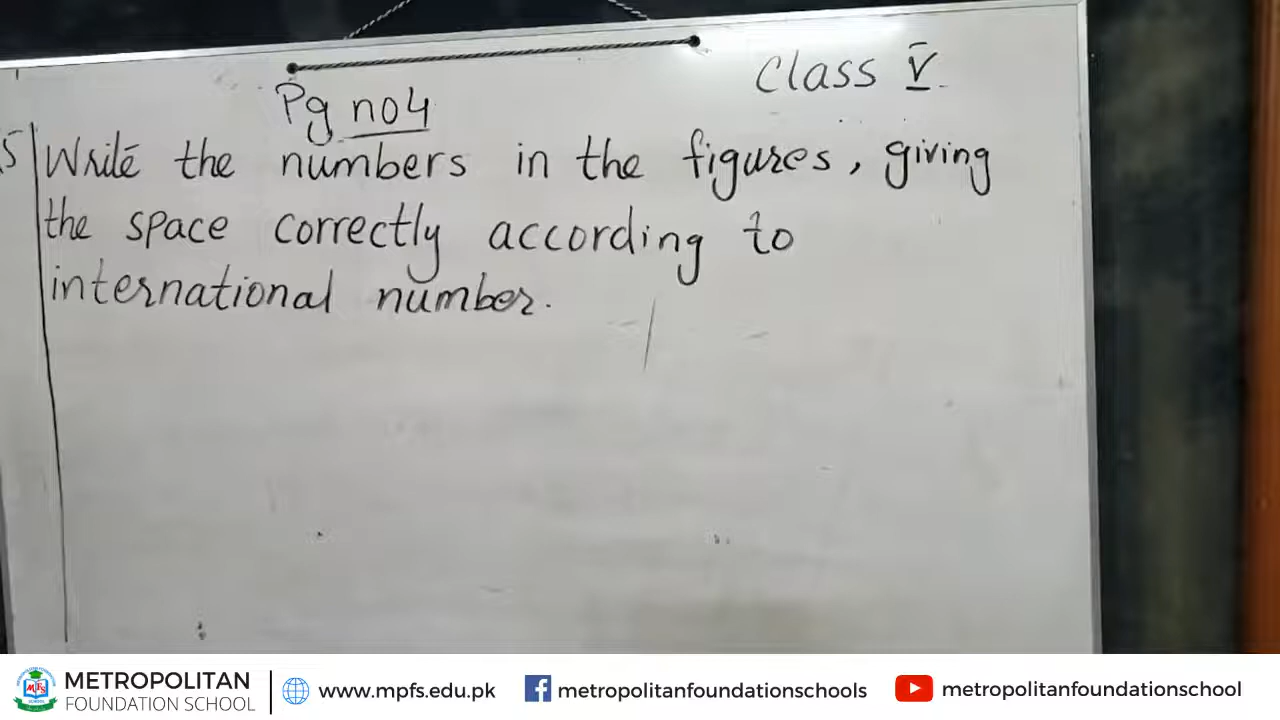 Class V
Pg no4
5 Write the numbers in the figures, giving
the space correctly according to
international number.
METROPOLITAN
FOUNDATION SCHOOL
www.mpfs.edu.pk
metropolitanfoundationschools
metropolitanfoundationschool
MFS